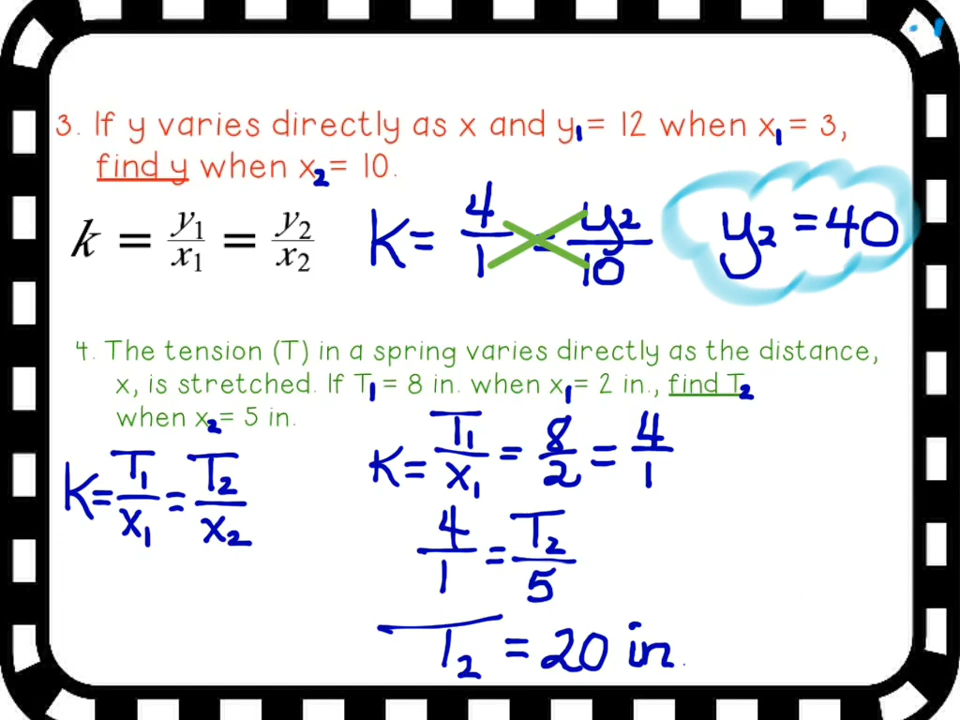 3. If y varies directly as x and y₁ = 12 when x₁ = 3,
find y when x₂ = 10.
k = y₁/x₁ = y₂/x₂
K = 4/1 = y₂/10
y₂ = 40
4. The tension (T) in a spring varies directly as the distance,
x, is stretched. If T₁ = 8 in. when x₁ = 2 in., find T₂
when x₂ = 5 in.
K = T₁/x₁ = T₂/x₂
K = T₁/x₁ = 8/2 = 4/1
4/1 = T₂/5
T₂ = 20 in.